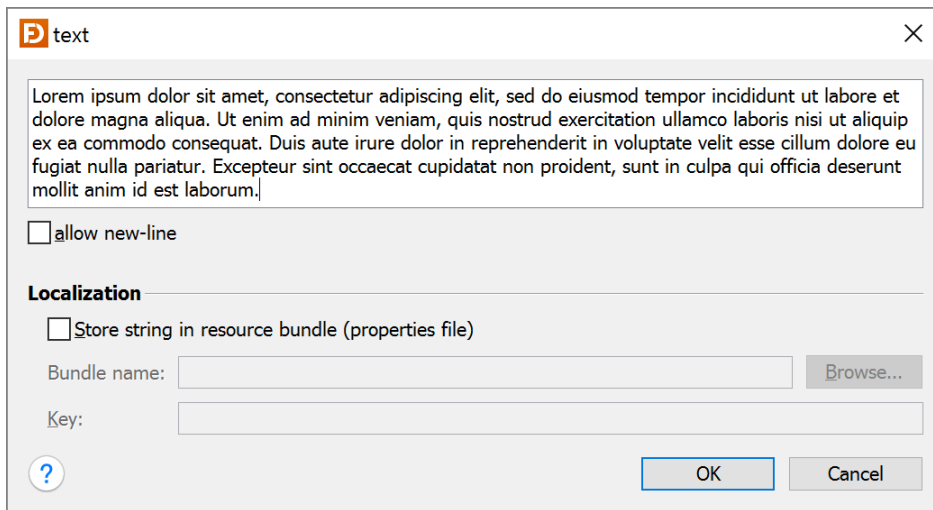 text
Lorem ipsum dolor sit amet, consectetur adipiscing elit, sed do eiusmod tempor incididunt ut labore et
dolore magna aliqua. Ut enim ad minim veniam, quis nostrud exercitation ullamco laboris nisi ut aliquip
ex ea commodo consequat. Duis aute irure dolor in reprehenderit in voluptate velit esse cillum dolore eu
fugiat nulla pariatur. Excepteur sint occaecat cupidatat non proident, sunt in culpa qui officia deserunt
mollit anim id est laborum.
allow new-line
Localization
Store string in resource bundle (properties file)
Bundle name:
Browse...
Key:
?
OK
Cancel